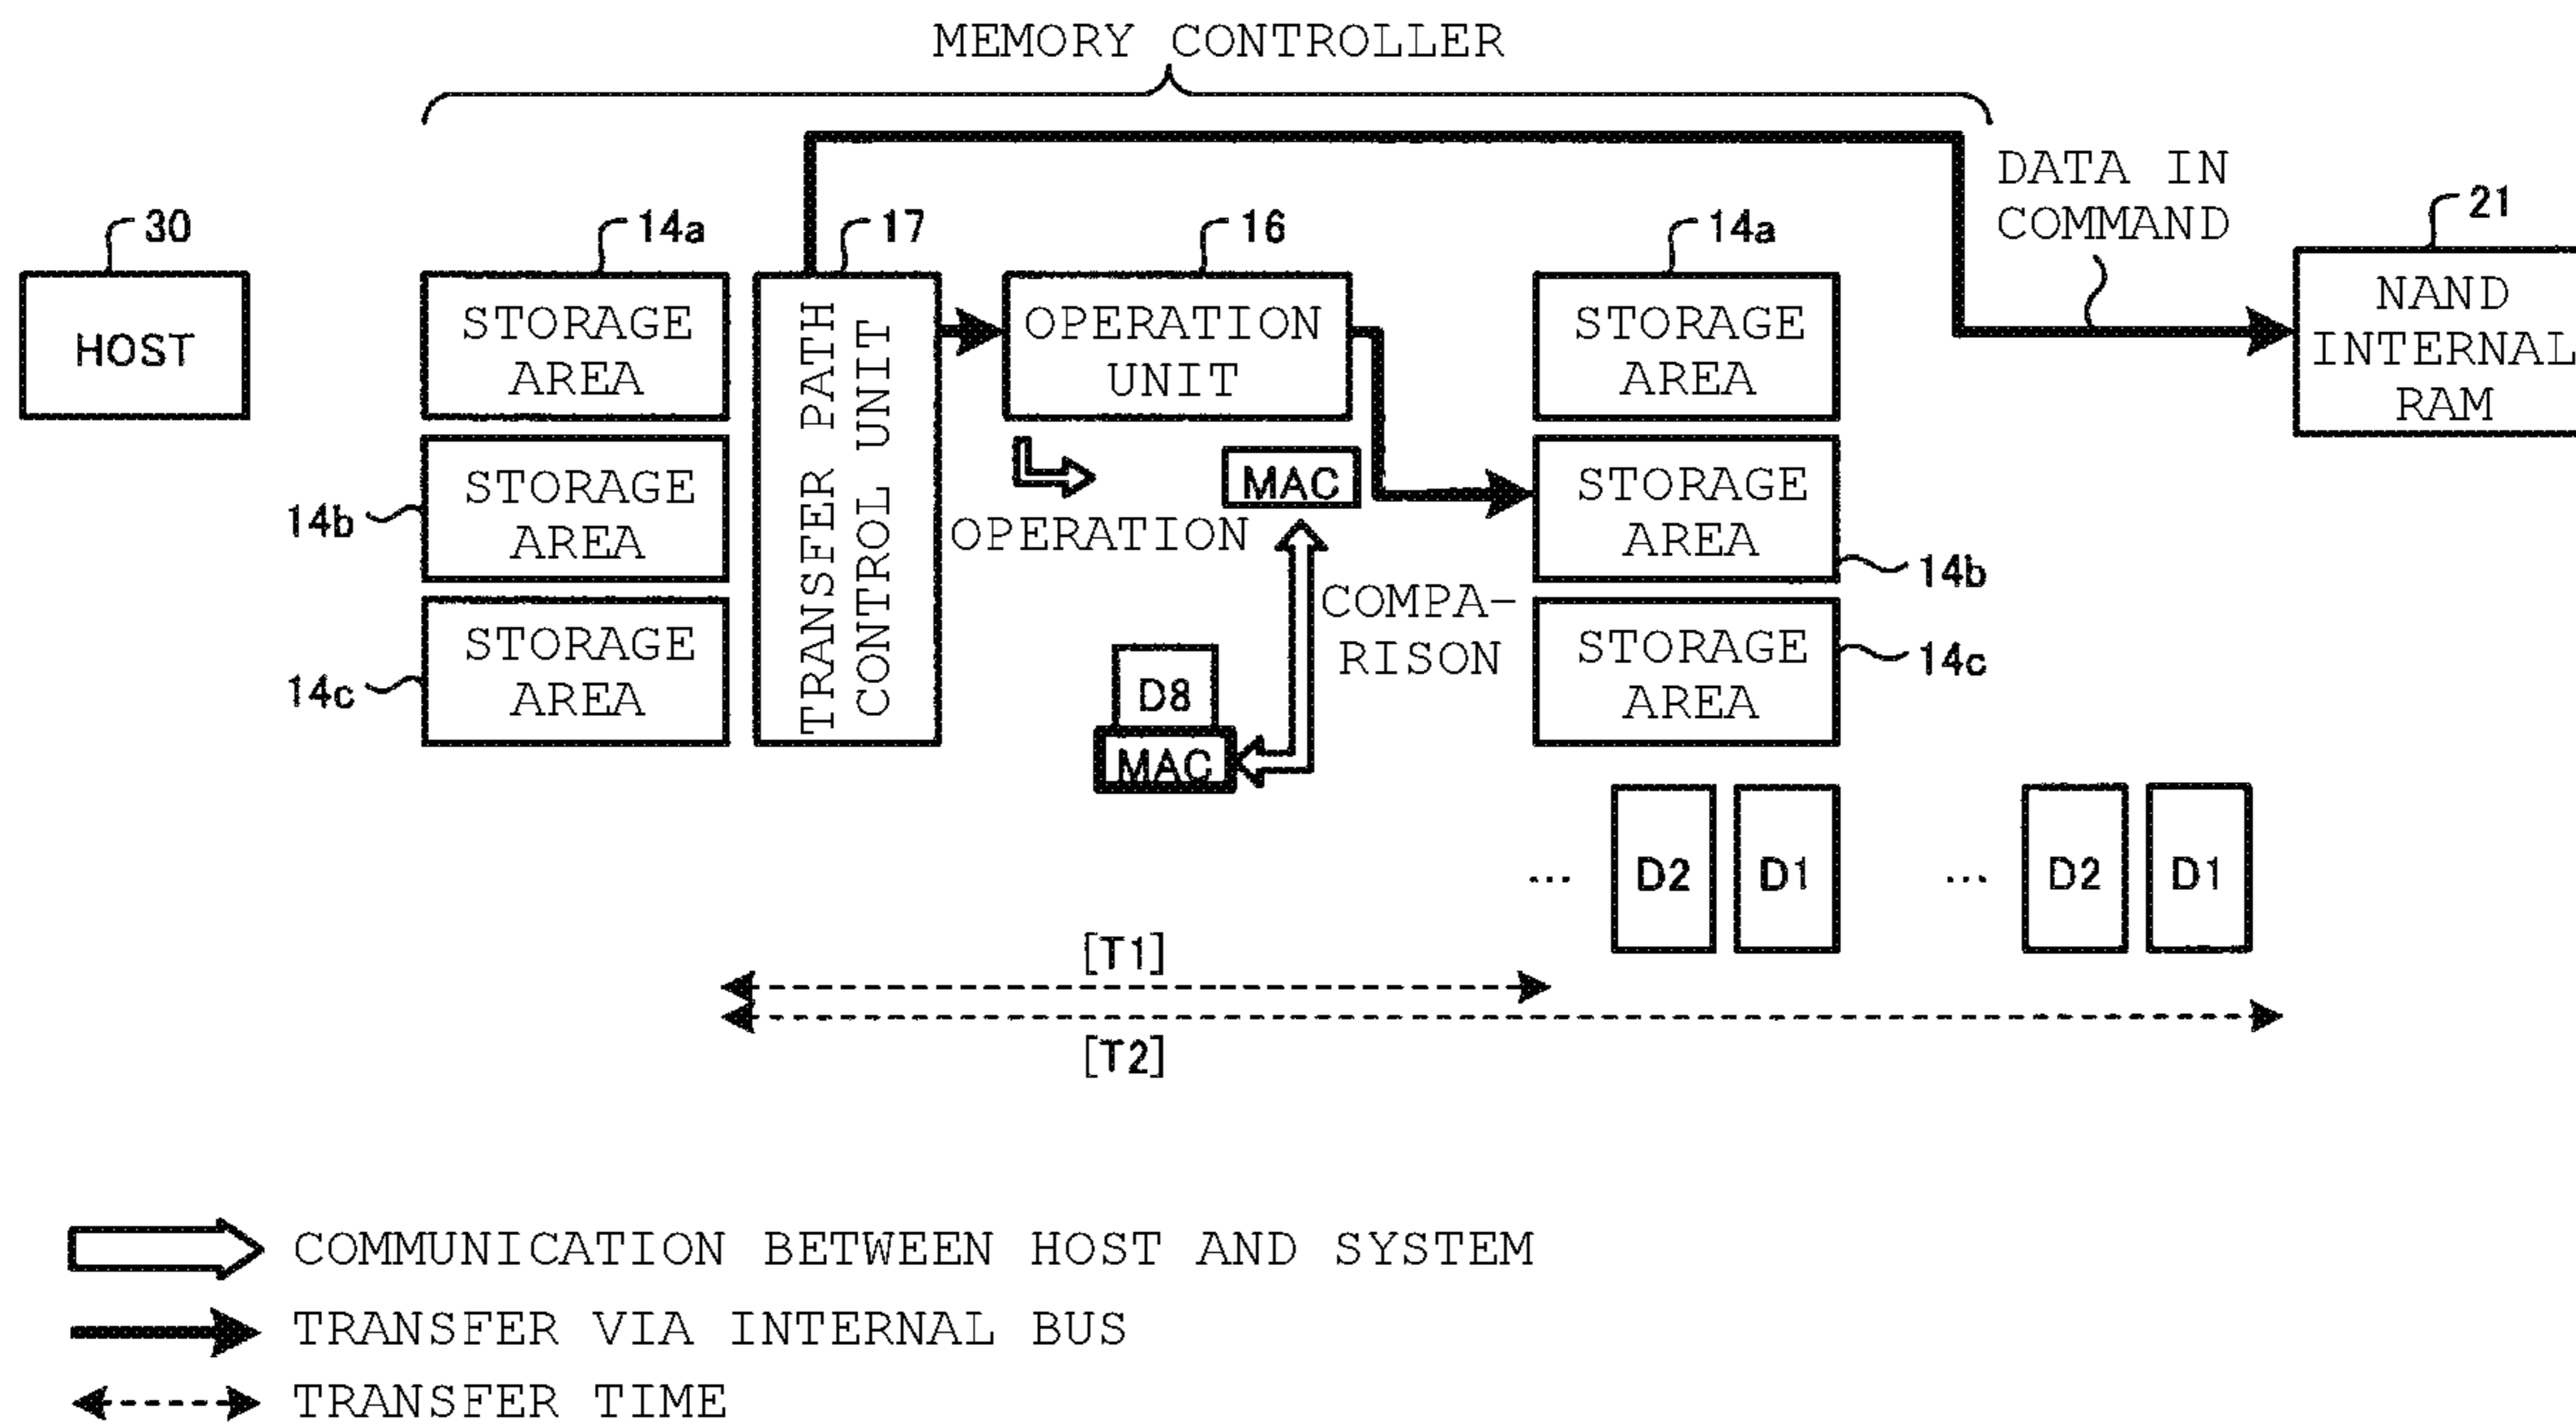 MEMORY CONTROLLER
DATA IN
COMMAND
30
14a
17
16
14a
21
HOST
STORAGE
AREA
TRANSFER PATH
CONTROL UNIT
OPERATION
UNIT
STORAGE
AREA
NAND
INTERNAL
RAM
14b
STORAGE
AREA
OPERATION
MAC
STORAGE
AREA
14b
COMPA-
RISON
14c
STORAGE
AREA
D8
MAC
STORAGE
AREA
14c
... D2 D1 ... D2 D1
[T1]
[T2]
COMMUNICATION BETWEEN HOST AND SYSTEM
TRANSFER VIA INTERNAL BUS
TRANSFER TIME